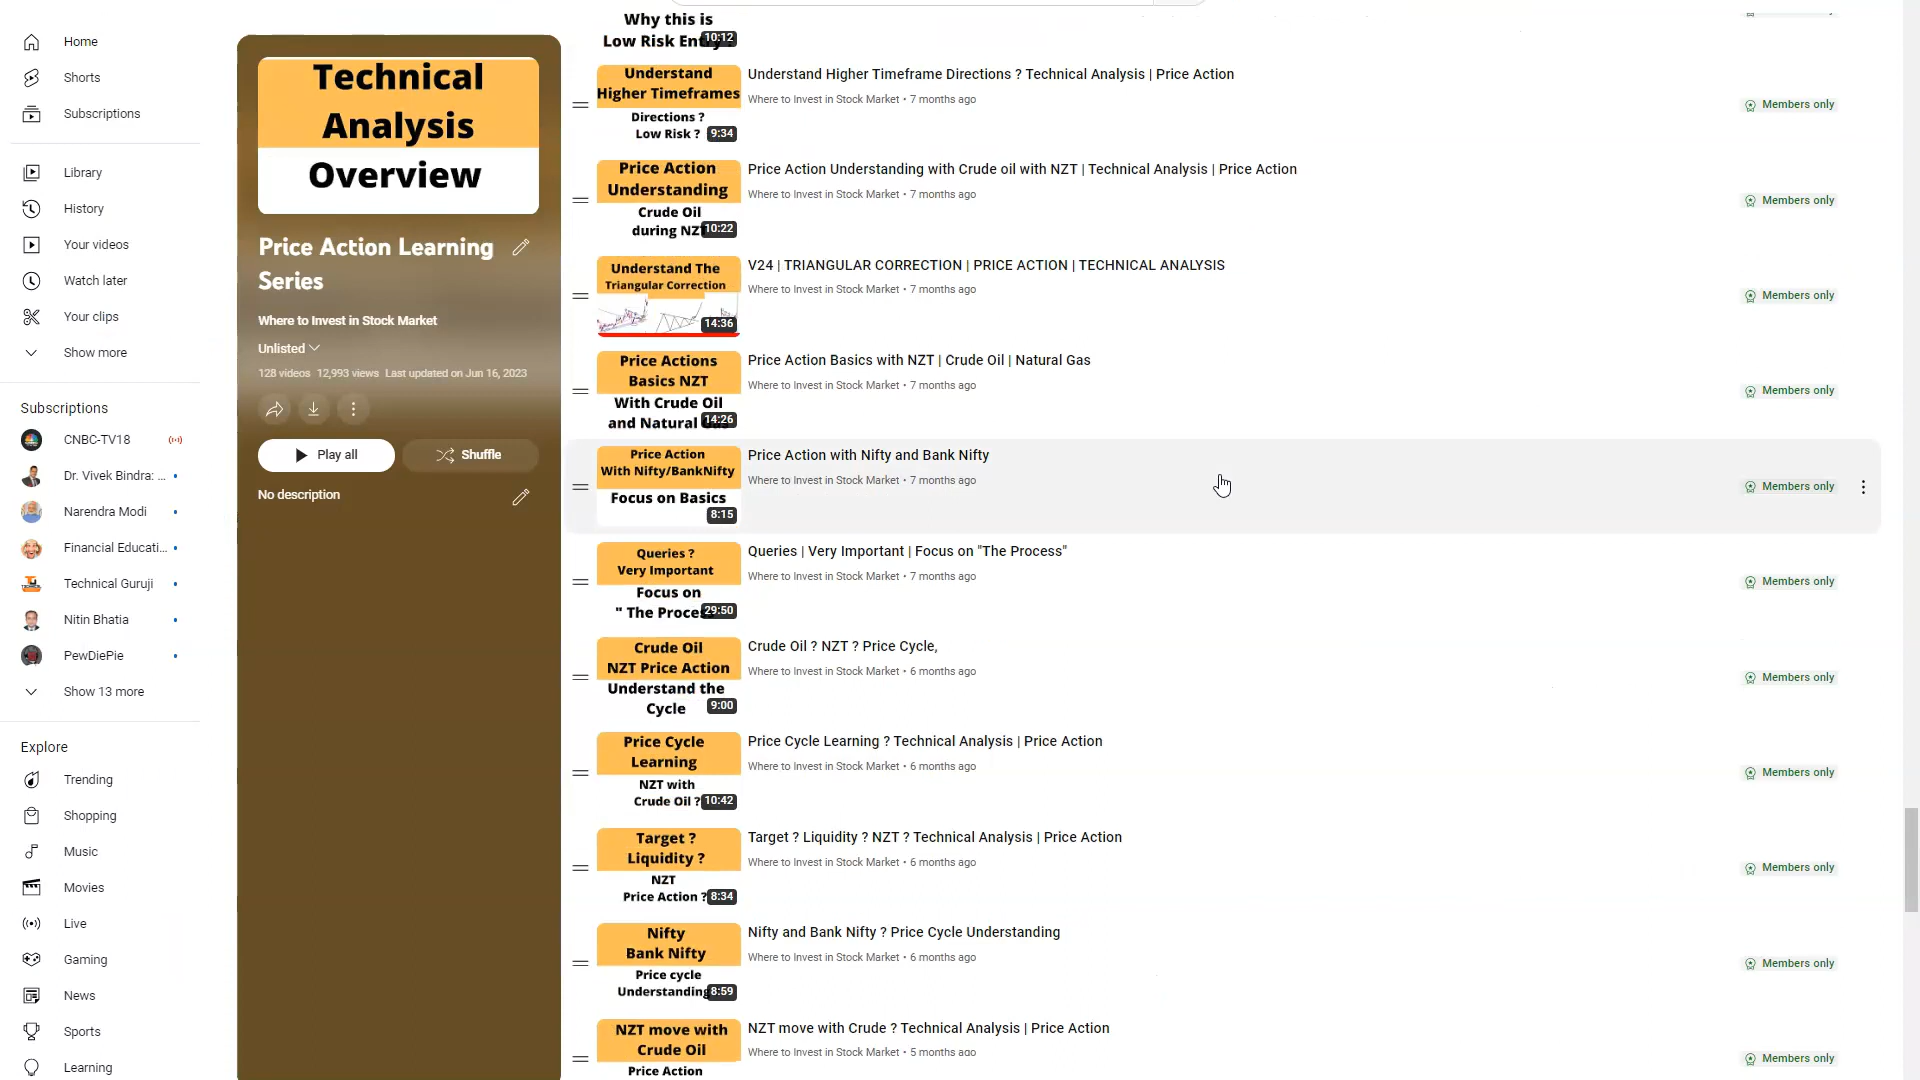 Home
Shorts
Subscriptions
Library
History
Your videos
Watch later
Your clips
Show more
Subscriptions
CNBC-TV18
Dr. Vivek Bindra: ...
Narendra Modi
Financial Educati...
Technical Guruji
Nitin Bhatia
PewDiePie
Show 13 more
Explore
Trending
Shopping
Music
Movies
Live
Gaming
News
Sports
Learning
Technical
Analysis
Overview
Price Action Learning
Series
Where to Invest in Stock Market
Unlisted
128 videos 12,993 views Last updated on Jun 16, 2023
Play all
Shuffle
No description
Why this is
Low Risk Entry ?
10:12
Understand
Higher Timeframes
Directions ?
Low Risk ?
9:34
Understand Higher Timeframe Directions ? Technical Analysis | Price Action
Where to Invest in Stock Market • 7 months ago
Members only
Price Action
Understanding
Crude Oil
during NZT
10:22
Price Action Understanding with Crude oil with NZT | Technical Analysis | Price Action
Where to Invest in Stock Market • 7 months ago
Members only
Understand The
Triangular Correction
14:36
V24 | TRIANGULAR CORRECTION | PRICE ACTION | TECHNICAL ANALYSIS
Where to Invest in Stock Market • 7 months ago
Members only
Price Actions
Basics NZT
With Crude Oil
and Natural
14:26
Price Action Basics with NZT | Crude Oil | Natural Gas
Where to Invest in Stock Market • 7 months ago
Members only
Price Action
With Nifty/BankNifty
Focus on Basics
8:15
Price Action with Nifty and Bank Nifty
Where to Invest in Stock Market • 7 months ago
Members only
Queries ?
Very Important
Focus on
" The Process
29:50
Queries | Very Important | Focus on "The Process"
Where to Invest in Stock Market • 7 months ago
Members only
Crude Oil
NZT Price Action
Understand the
Cycle
9:00
Crude Oil ? NZT ? Price Cycle,
Where to Invest in Stock Market • 6 months ago
Members only
Price Cycle
Learning
NZT with
Crude Oil ?
10:42
Price Cycle Learning ? Technical Analysis | Price Action
Where to Invest in Stock Market • 6 months ago
Members only
Target ?
Liquidity ?
NZT
Price Action ?
8:34
Target ? Liquidity ? NZT ? Technical Analysis | Price Action
Where to Invest in Stock Market • 6 months ago
Members only
Nifty
Bank Nifty
Price cycle
Understanding
8:59
Nifty and Bank Nifty ? Price Cycle Understanding
Where to Invest in Stock Market • 6 months ago
Members only
NZT move with
Crude Oil
Price Action
NZT move with Crude ? Technical Analysis | Price Action
Where to Invest in Stock Market • 5 months ago
Members only